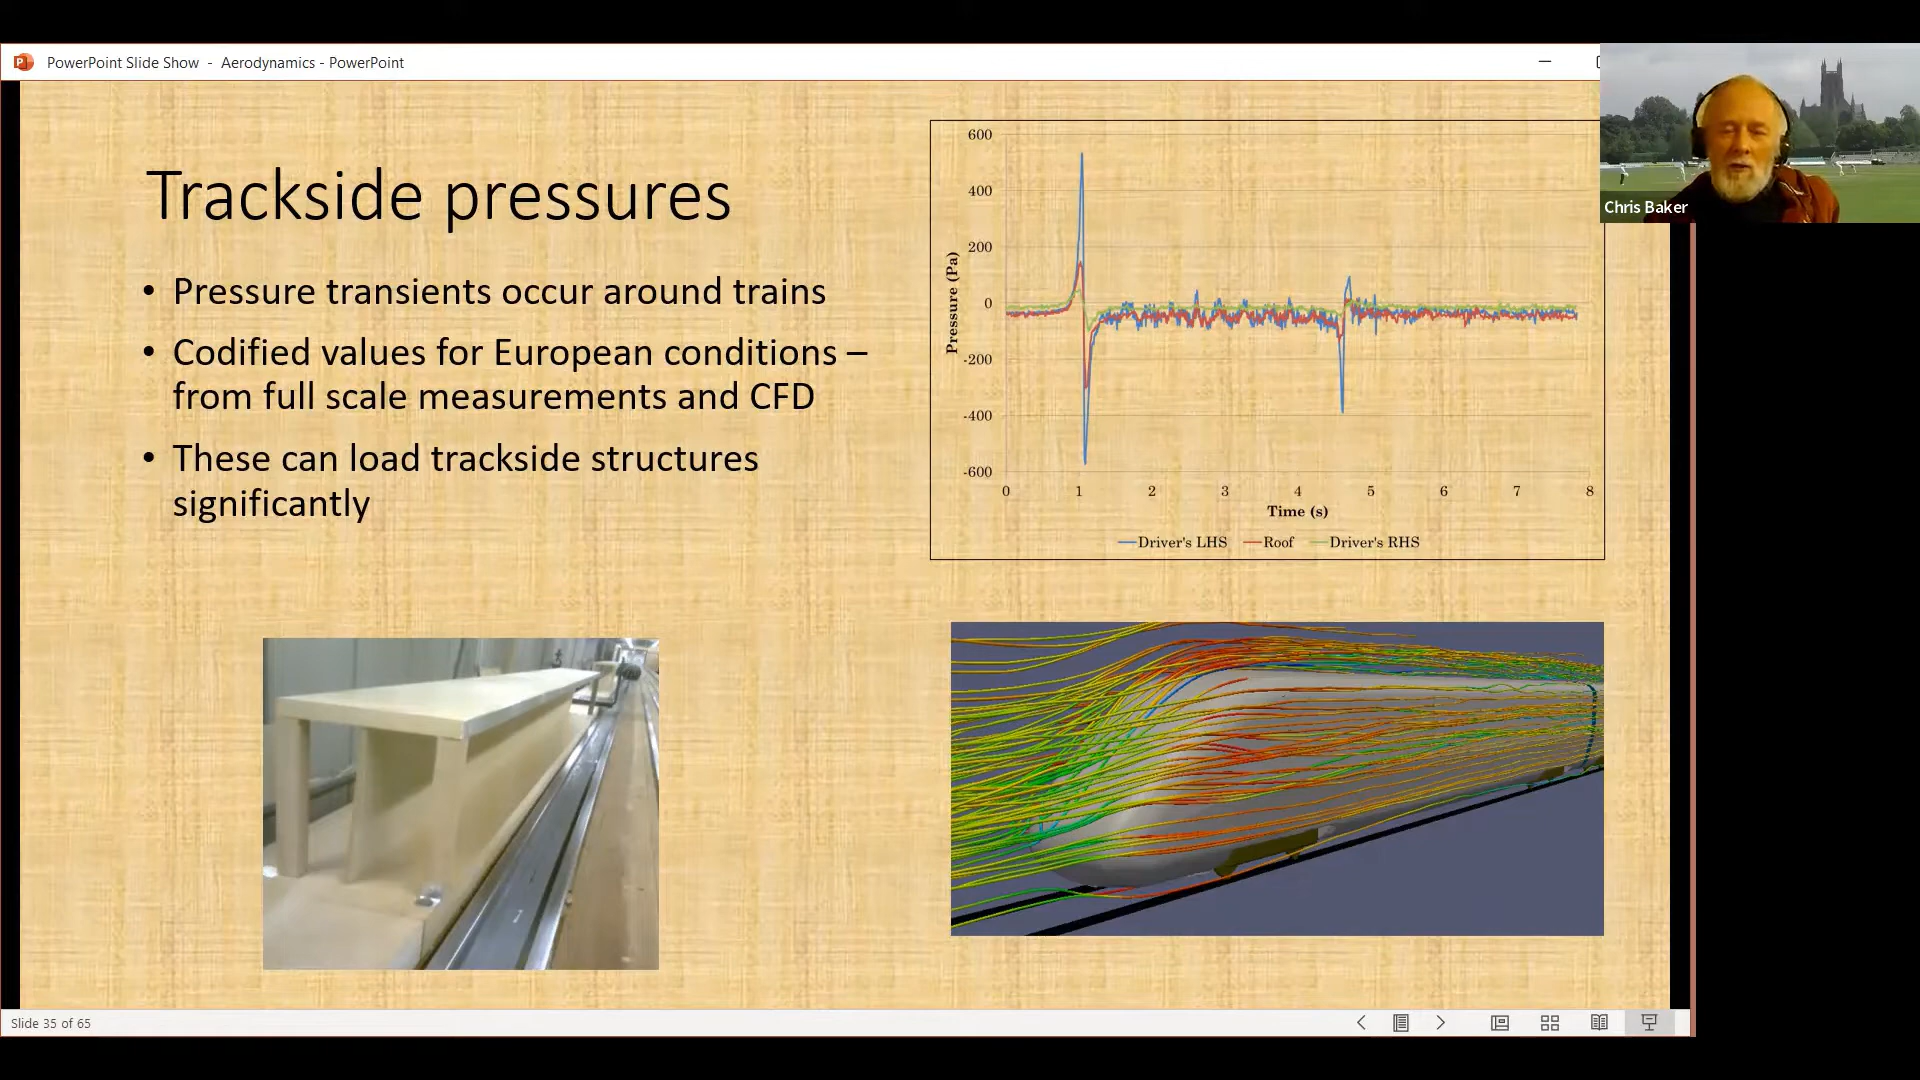 PowerPoint Slide Show - Aerodynamics - PowerPoint
Chris Baker
Trackside pressures
• Pressure transients occur around trains
• Codified values for European conditions –
from full scale measurements and CFD
• These can load trackside structures
significantly
600
400
200
0
-200
-400
-600
Pressure (Pa)
0 1 2 3 4 5 6 7 8
Time (s)
Driver's LHS Roof Driver's RHS
Slide 35 of 65